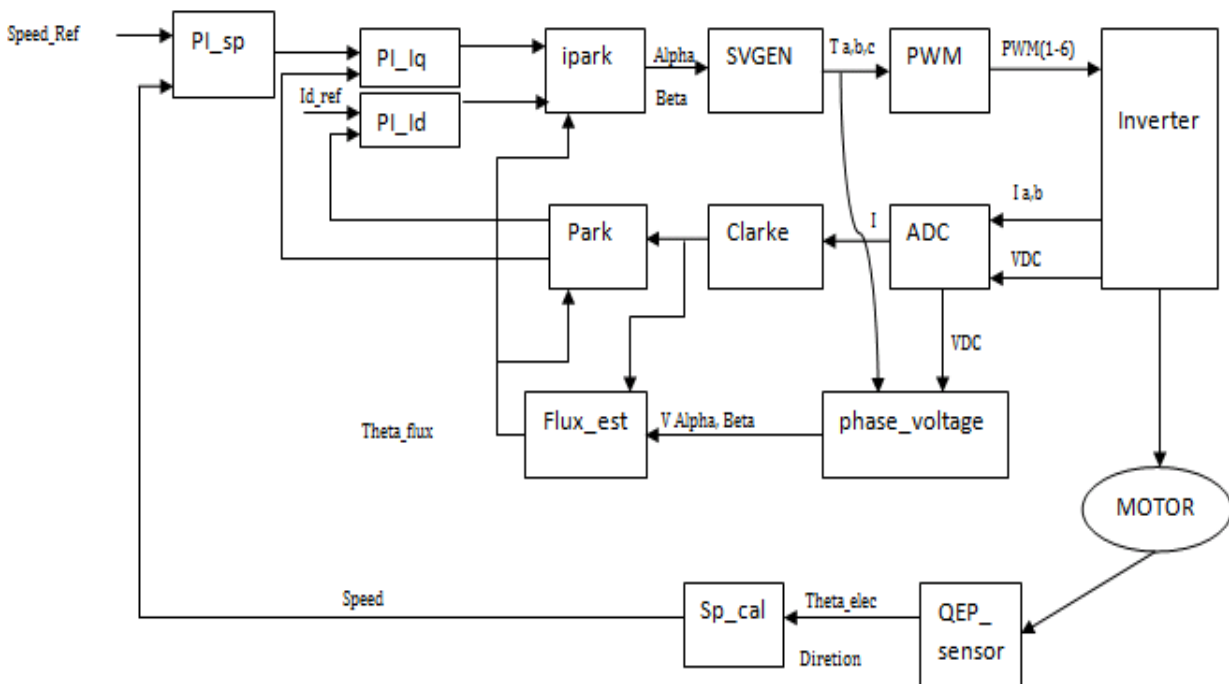 Speed_Ref
PI_sp
PI_Iq
Id_ref
PI_Id
ipark
Alpha,
Beta
SVGEN
T a,b,c
PWM
PWM(1-6)
Inverter
I a,b
VDC
ADC
I
Clarke
Park
VDC
Theta_flux
Flux_est
V Alpha, Beta
phase_voltage
MOTOR
Speed
Sp_cal
Theta_elec
Diretion
QEP_
sensor